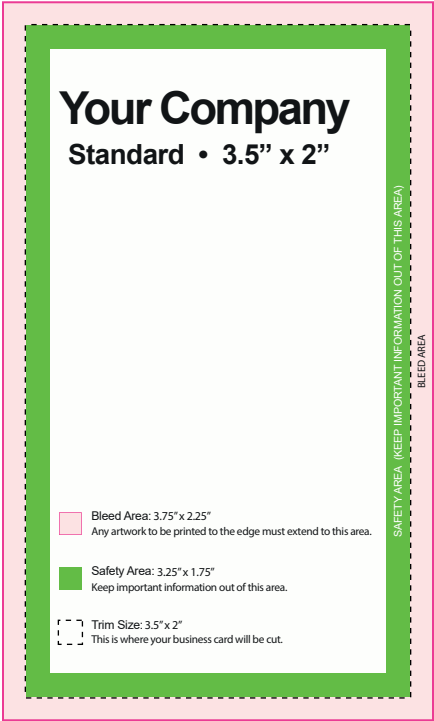 Your Company
Standard • 3.5” x 2”
SAFETY AREA (KEEP IMPORTANT INFORMATION OUT OF THIS AREA)
BLEED AREA
Bleed Area: 3.75” x 2.25”
Any artwork to be printed to the edge must extend to this area.
Safety Area: 3.25” x 1.75”
Keep important information out of this area.
Trim Size: 3.5” x 2”
This is where your business card will be cut.